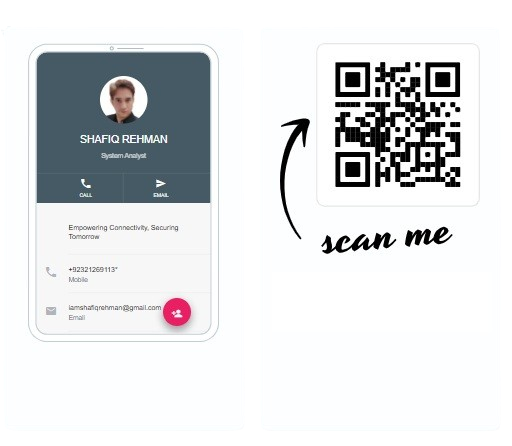 SHAFIQ REHMAN
System Analyst
CALL
EMAIL
Empowering Connectivity, Securing
Tomorrow
+92321269113*
Mobile
iamshafiqrehman@gmail.com
Email
scan me